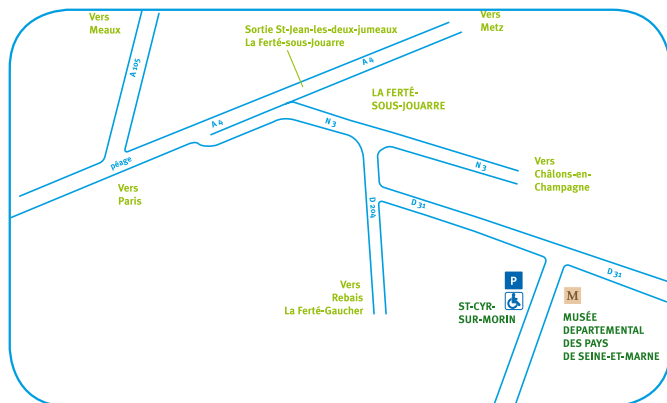 Vers
Meaux
Sortie St-Jean-les-deux-jumeaux
La Ferté-sous-Jouarre
Vers
Metz
A 105
A 4
A 4
LA FERTÉ-
SOUS-JOUARRE
N 3
péage
N 3
Vers
Châlons-en-
Champagne
Vers
Paris
D 204
D 31
D 31
Vers
Rebais
La Ferté-Gaucher
P
ST-CYR-
SUR-MORIN
M
MUSÉE
DEPARTEMENTAL
DES PAYS
DE SEINE-ET-MARNE